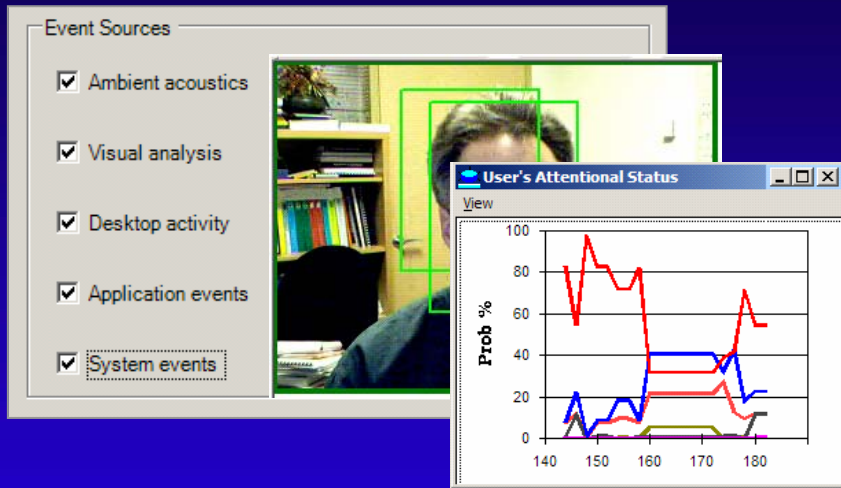 Event Sources
Ambient acoustics
Visual analysis
Desktop activity
Application events
System events
User's Attentional Status
View
Prob %
100
80
60
40
20
0
140 150 160 170 180